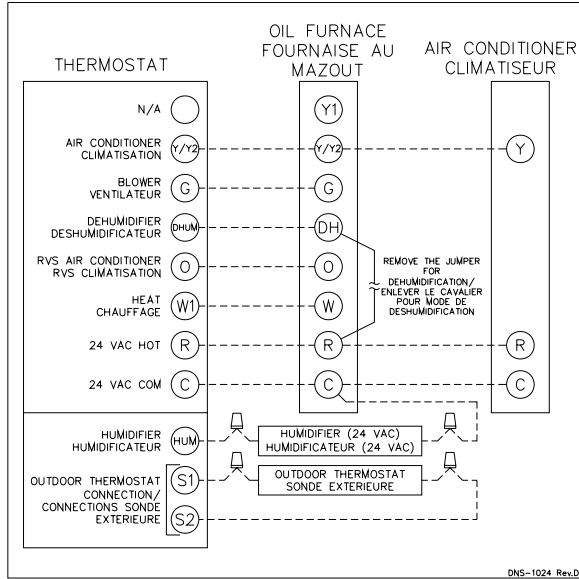 OIL FURNACE
FOURNAISE AU
MAZOUT
AIR CONDITIONER
CLIMATISEUR
THERMOSTAT
N/A
Y1
AIR CONDITIONER
CLIMATISATION
Y/Y2
Y/Y2
Y
BLOWER
VENTILATEUR
G
G
DEHUMIDIFIER
DESHUMIDIFICATEUR
DHUM
DH
RVS AIR CONDITIONER
RVS CLIMATISATION
O
O
REMOVE THE JUMPER
FOR
DEHUMIDIFICATION/
ENLEVER LE CAVALIER
POUR MODE DE
DESHUMIDIFICATION
HEAT
CHAUFFAGE
W1
W
24 VAC HOT
R
R
R
24 VAC COM
C
C
C
HUMIDIFIER
HUMIDIFICATEUR
HUM
HUMIDIFIER (24 VAC)
HUMIDIFICATEUR (24 VAC)
OUTDOOR THERMOSTAT
CONNECTION/
CONNECTIONS SONDE
EXTERIEURE
S1
OUTDOOR THERMOSTAT
SONDE EXTERIEURE
S2
DNS-1024 Rev.D